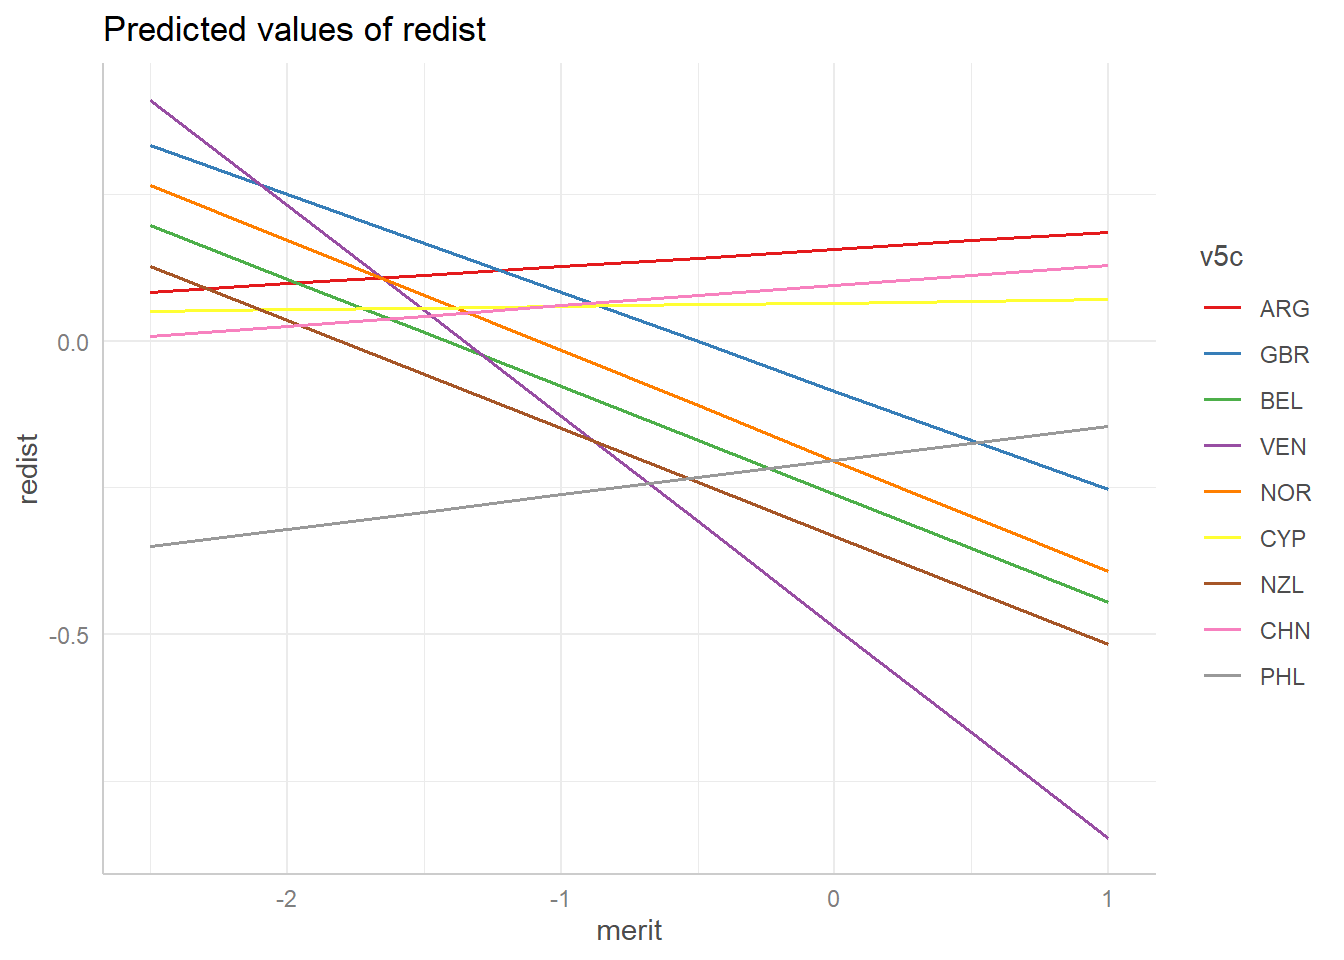 Predicted values of redist
redist
0.0
-0.5
-2
-1
0
1
merit
v5c
ARG
GBR
BEL
VEN
NOR
CYP
NZL
CHN
PHL